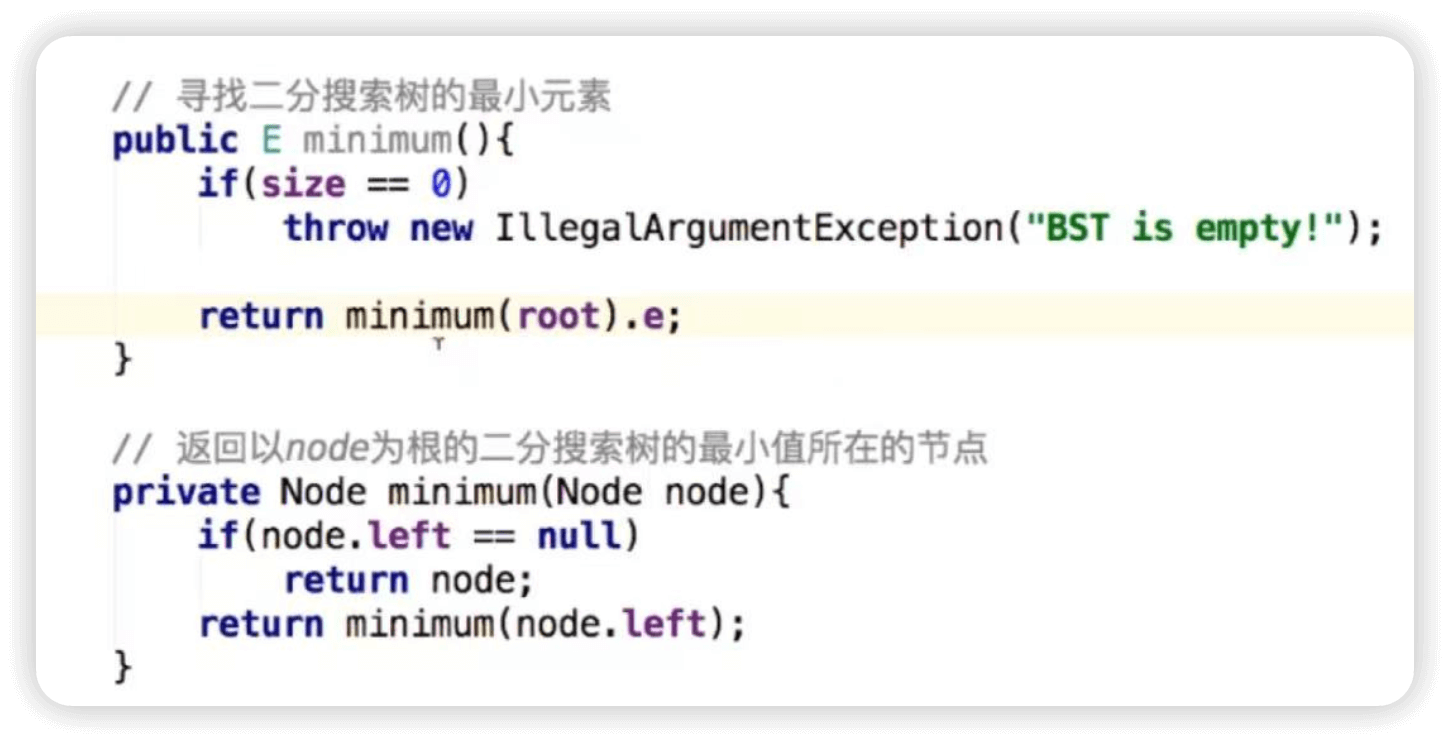 // 寻找二分搜索树的最小元素
public E minimum(){
    if(size == 0)
        throw new IllegalArgumentException("BST is empty!");

    return minimum(root).e;
}

// 返回以node为根的二分搜索树的最小值所在的节点
private Node minimum(Node node){
    if(node.left == null)
        return node;
    return minimum(node.left);
}